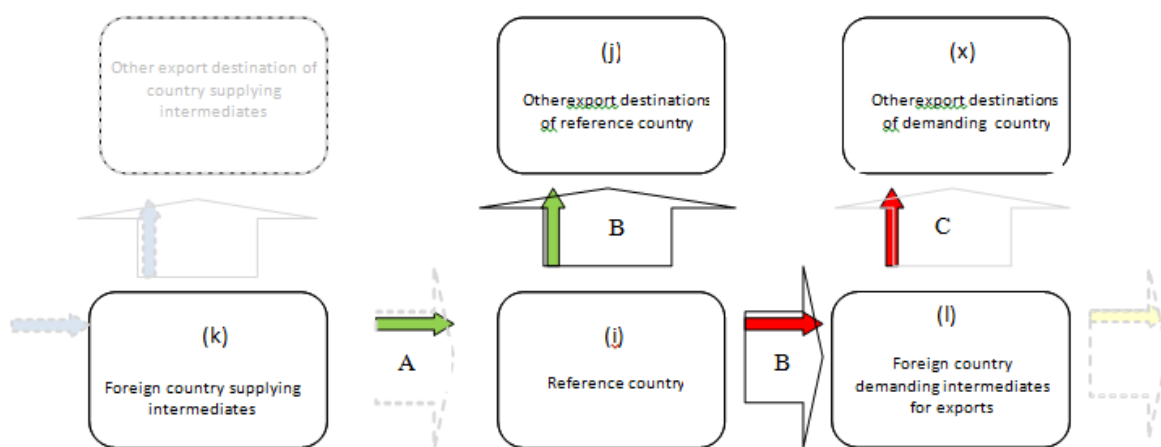 Other export destination of
country supplying
intermediates
(j)
Otherexport destinations
of reference country
(x)
Otherexport destinations
of demanding country
B
C
(k)
Foreign country supplying
intermediates
A
(i)
Reference country
B
(l)
Foreign country
demanding intermediates
for exports